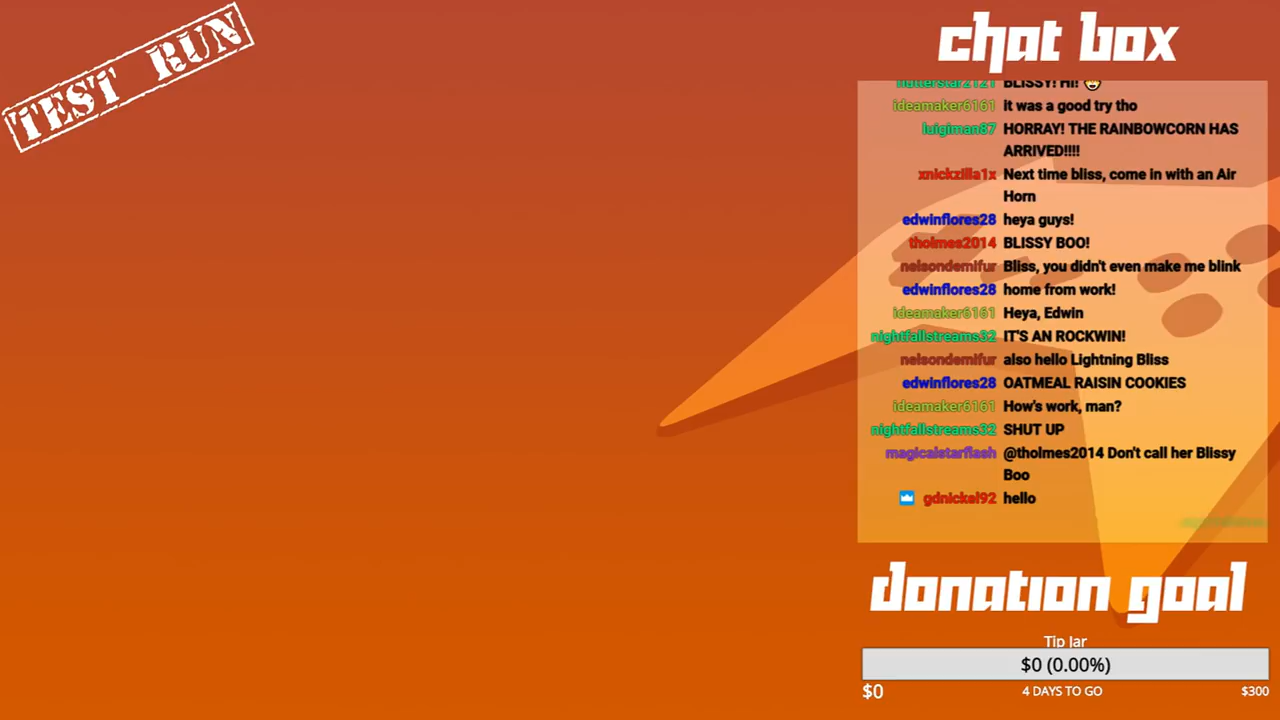 TEST RUN
chat box
flutterstar2121 BLISSY! HI!
ideamaker6161 it was a good try tho
luigiman87 HORRAY! THE RAINBOWCORN HAS
ARRIVED!!!!
xnickzilla1x Next time bliss, come in with an Air
Horn
edwinflores28 heya guys!
tholmes2014 BLISSY BOO!
nelsondemifur Bliss, you didn't even make me blink
edwinflores28 home from work!
ideamaker6161 Heya, Edwin
nightfallstreams32 IT'S AN ROCKWIN!
nelsondemifur also hello Lightning Bliss
edwinflores28 OATMEAL RAISIN COOKIES
ideamaker6161 How's work, man?
nightfallstreams32 SHUT UP
magicalstarflash @tholmes2014 Don't call her Blissy
Boo
gdnickel92 hello
donation goal
Tip Jar
$0 (0.00%)
$0 4 DAYS TO GO $300